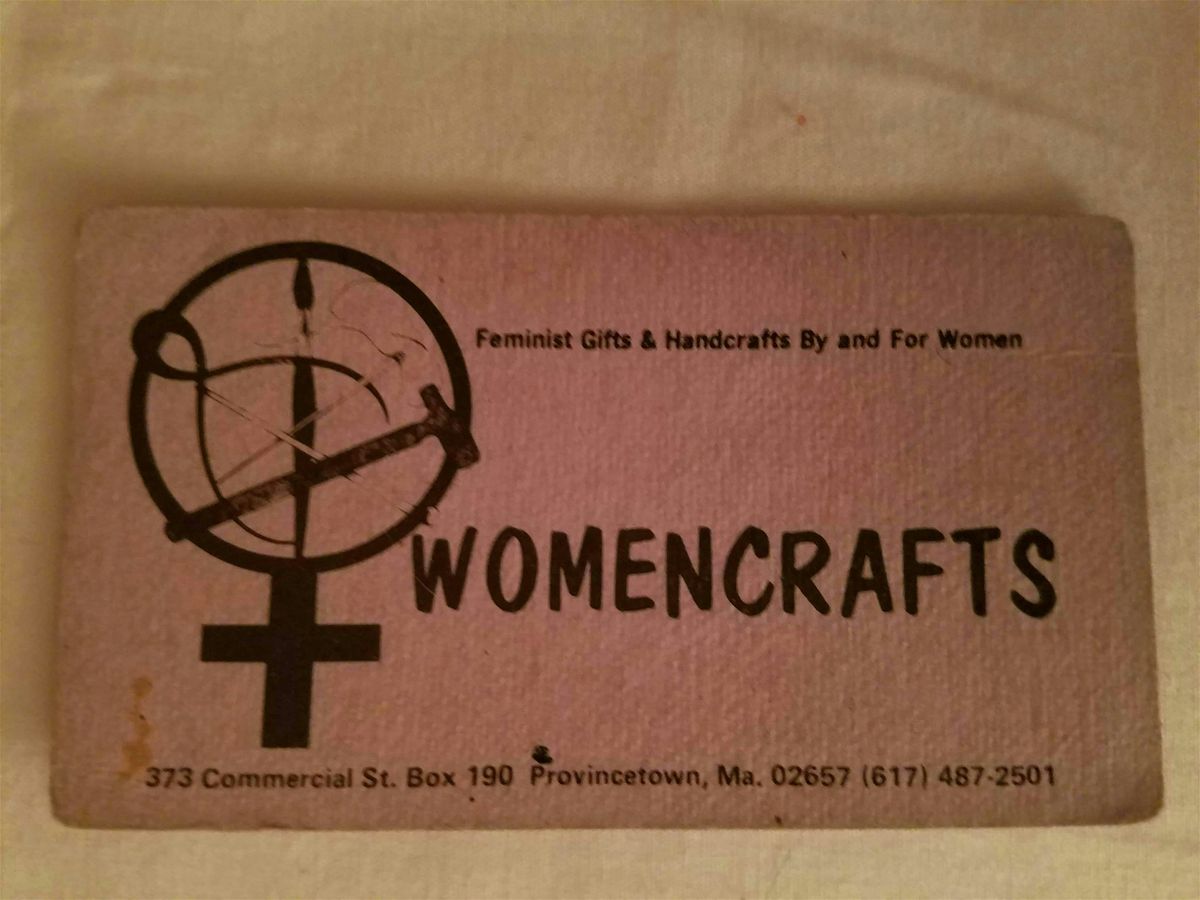 Feminist Gifts & Handcrafts By and For Women
WOMENCRAFTS
373 Commercial St. Box 190 Provincetown, Ma. 02657 (617) 487-2501